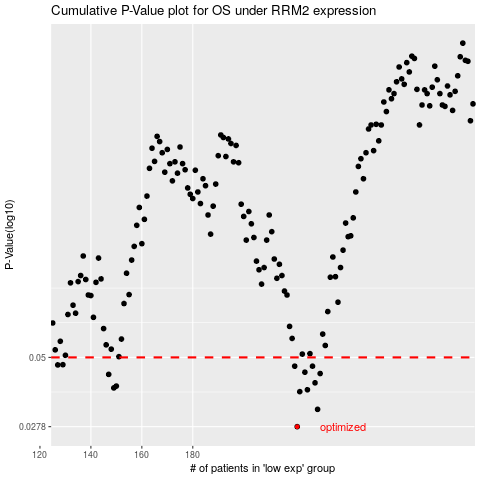 Cumulative P-Value plot for OS under RRM2 expression
P-Value(log10)
0.05
0.0278
optimized
120 140 160 180
# of patients in 'low exp' group